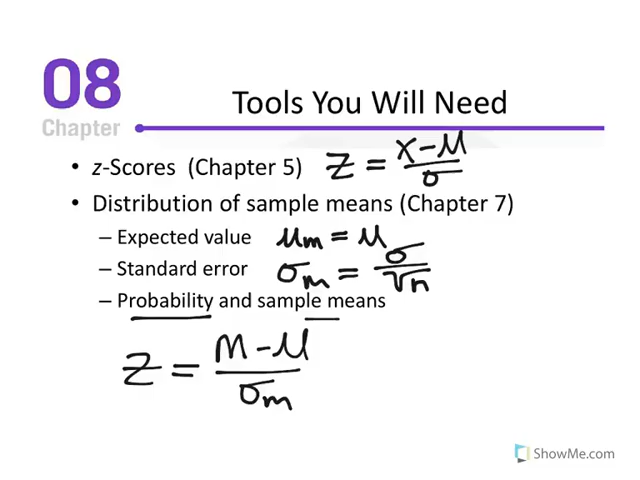 08
Chapter
Tools You Will Need
• z-Scores (Chapter 5) Z = (X - μ) / σ
• Distribution of sample means (Chapter 7)
– Expected value μm = μ
– Standard error σm = σ / √n
– Probability and sample means
Z = (M - μ) / σm
ShowMe.com